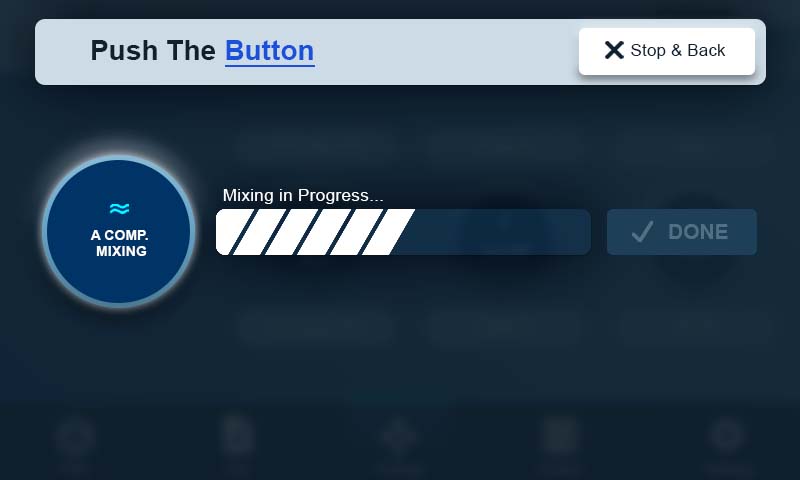 Push The Button
Stop & Back
Mixing in Progress...
A COMP.
MIXING
DONE